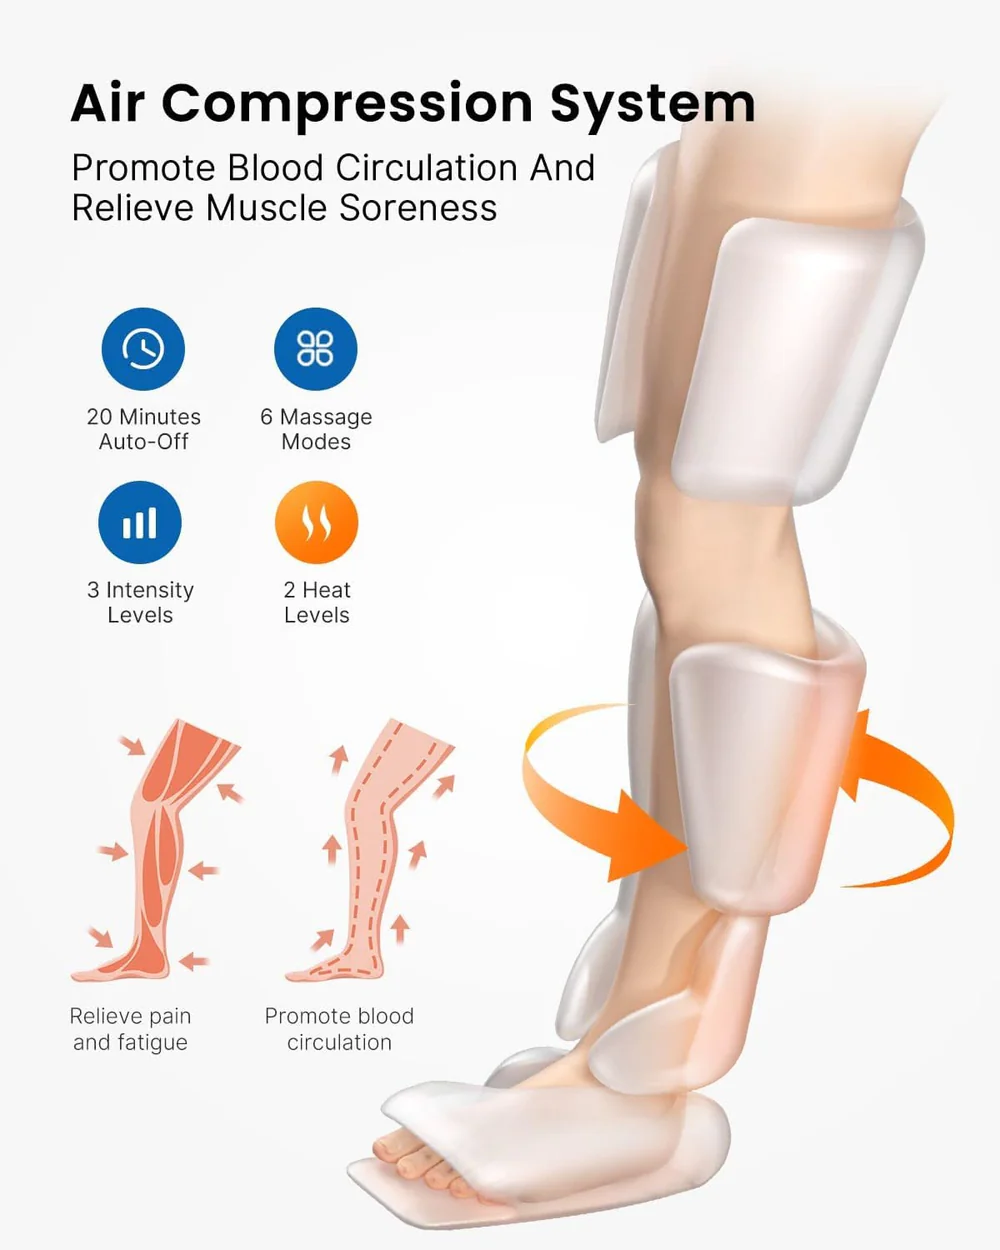 Air Compression System
Promote Blood Circulation And
Relieve Muscle Soreness
20 Minutes
Auto-Off
6 Massage
Modes
3 Intensity
Levels
2 Heat
Levels
Relieve pain
and fatigue
Promote blood
circulation